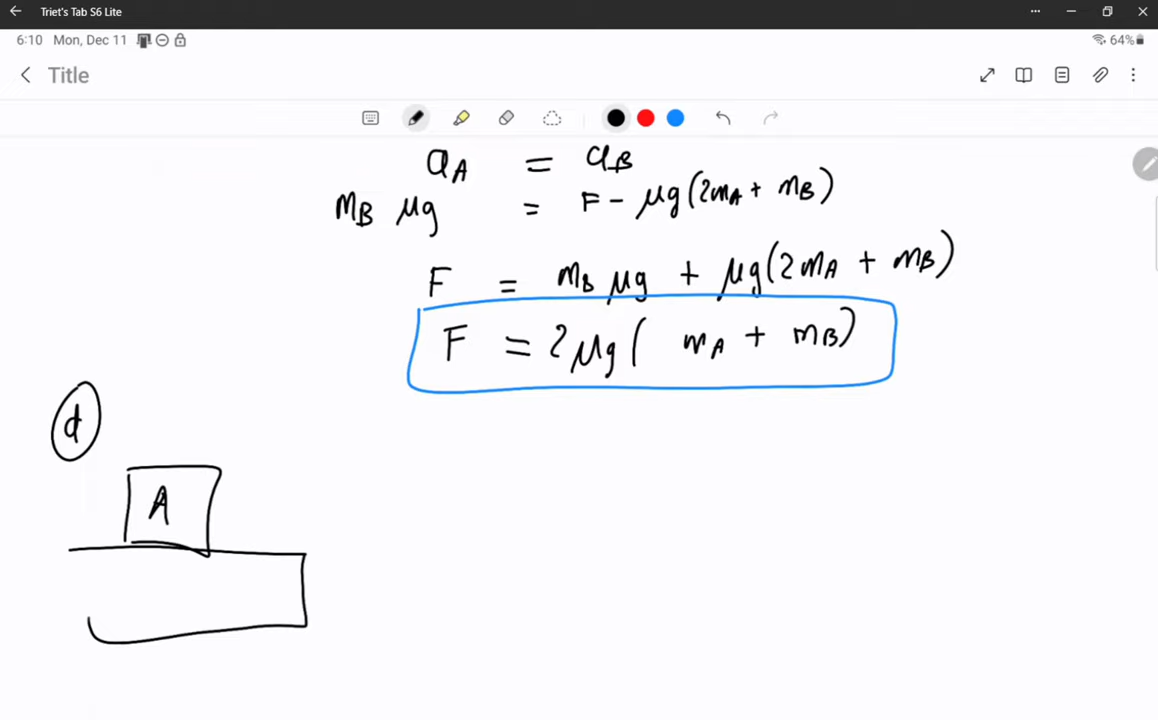 Triet's Tab S6 Lite
6:10 Mon, Dec 11 64%
Title
a_A = a_B
m_B μg = F - μg(2m_A + m_B)
F = m_B μg + μg(2m_A + m_B)
F = 2μg( m_A + m_B)
d
A